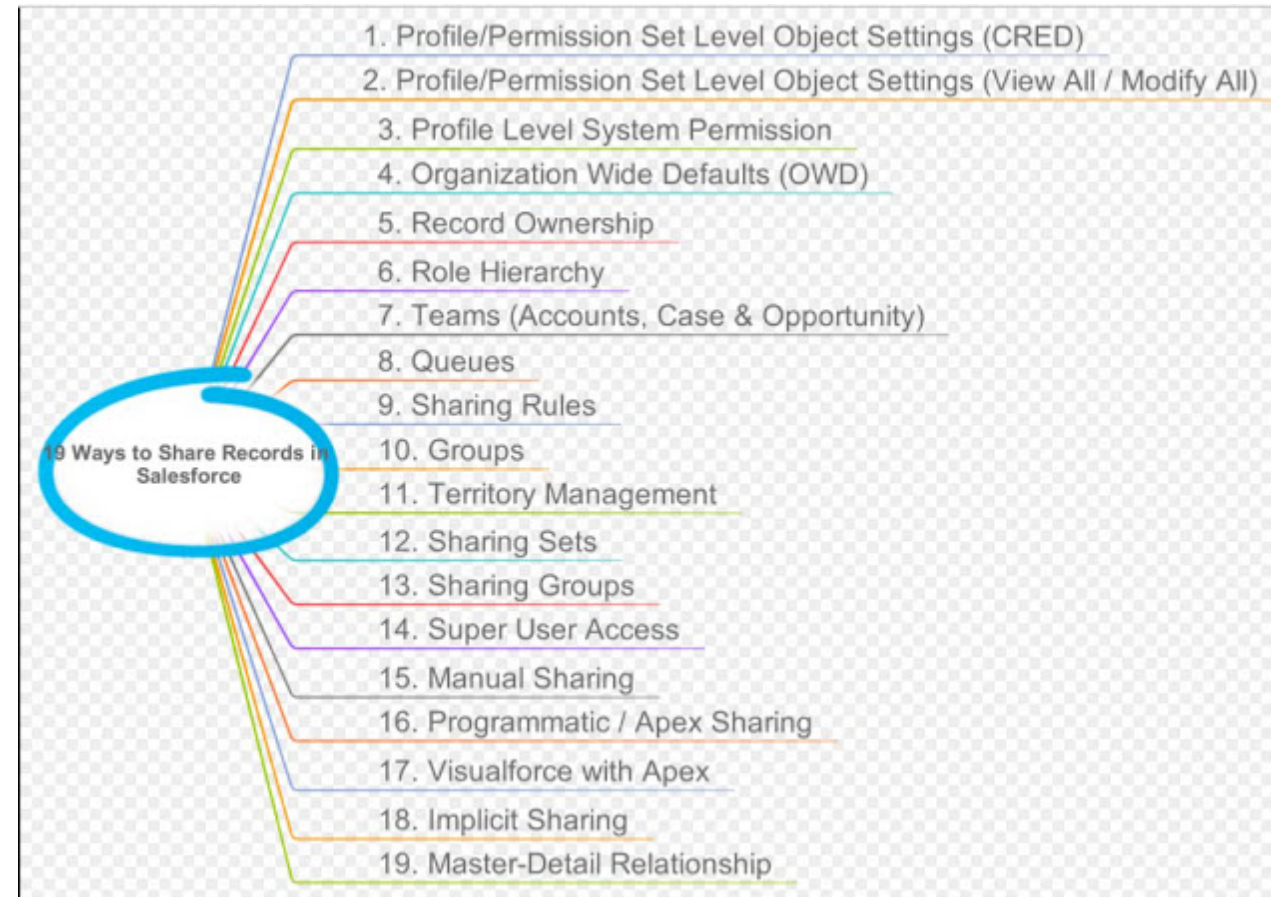 1. Profile/Permission Set Level Object Settings (CRED)
2. Profile/Permission Set Level Object Settings (View All / Modify All)
3. Profile Level System Permission
4. Organization Wide Defaults (OWD)
5. Record Ownership
6. Role Hierarchy
7. Teams (Accounts, Case & Opportunity)
8. Queues
9. Sharing Rules
19 Ways to Share Records in
Salesforce
10. Groups
11. Territory Management
12. Sharing Sets
13. Sharing Groups
14. Super User Access
15. Manual Sharing
16. Programmatic / Apex Sharing
17. Visualforce with Apex
18. Implicit Sharing
19. Master-Detail Relationship